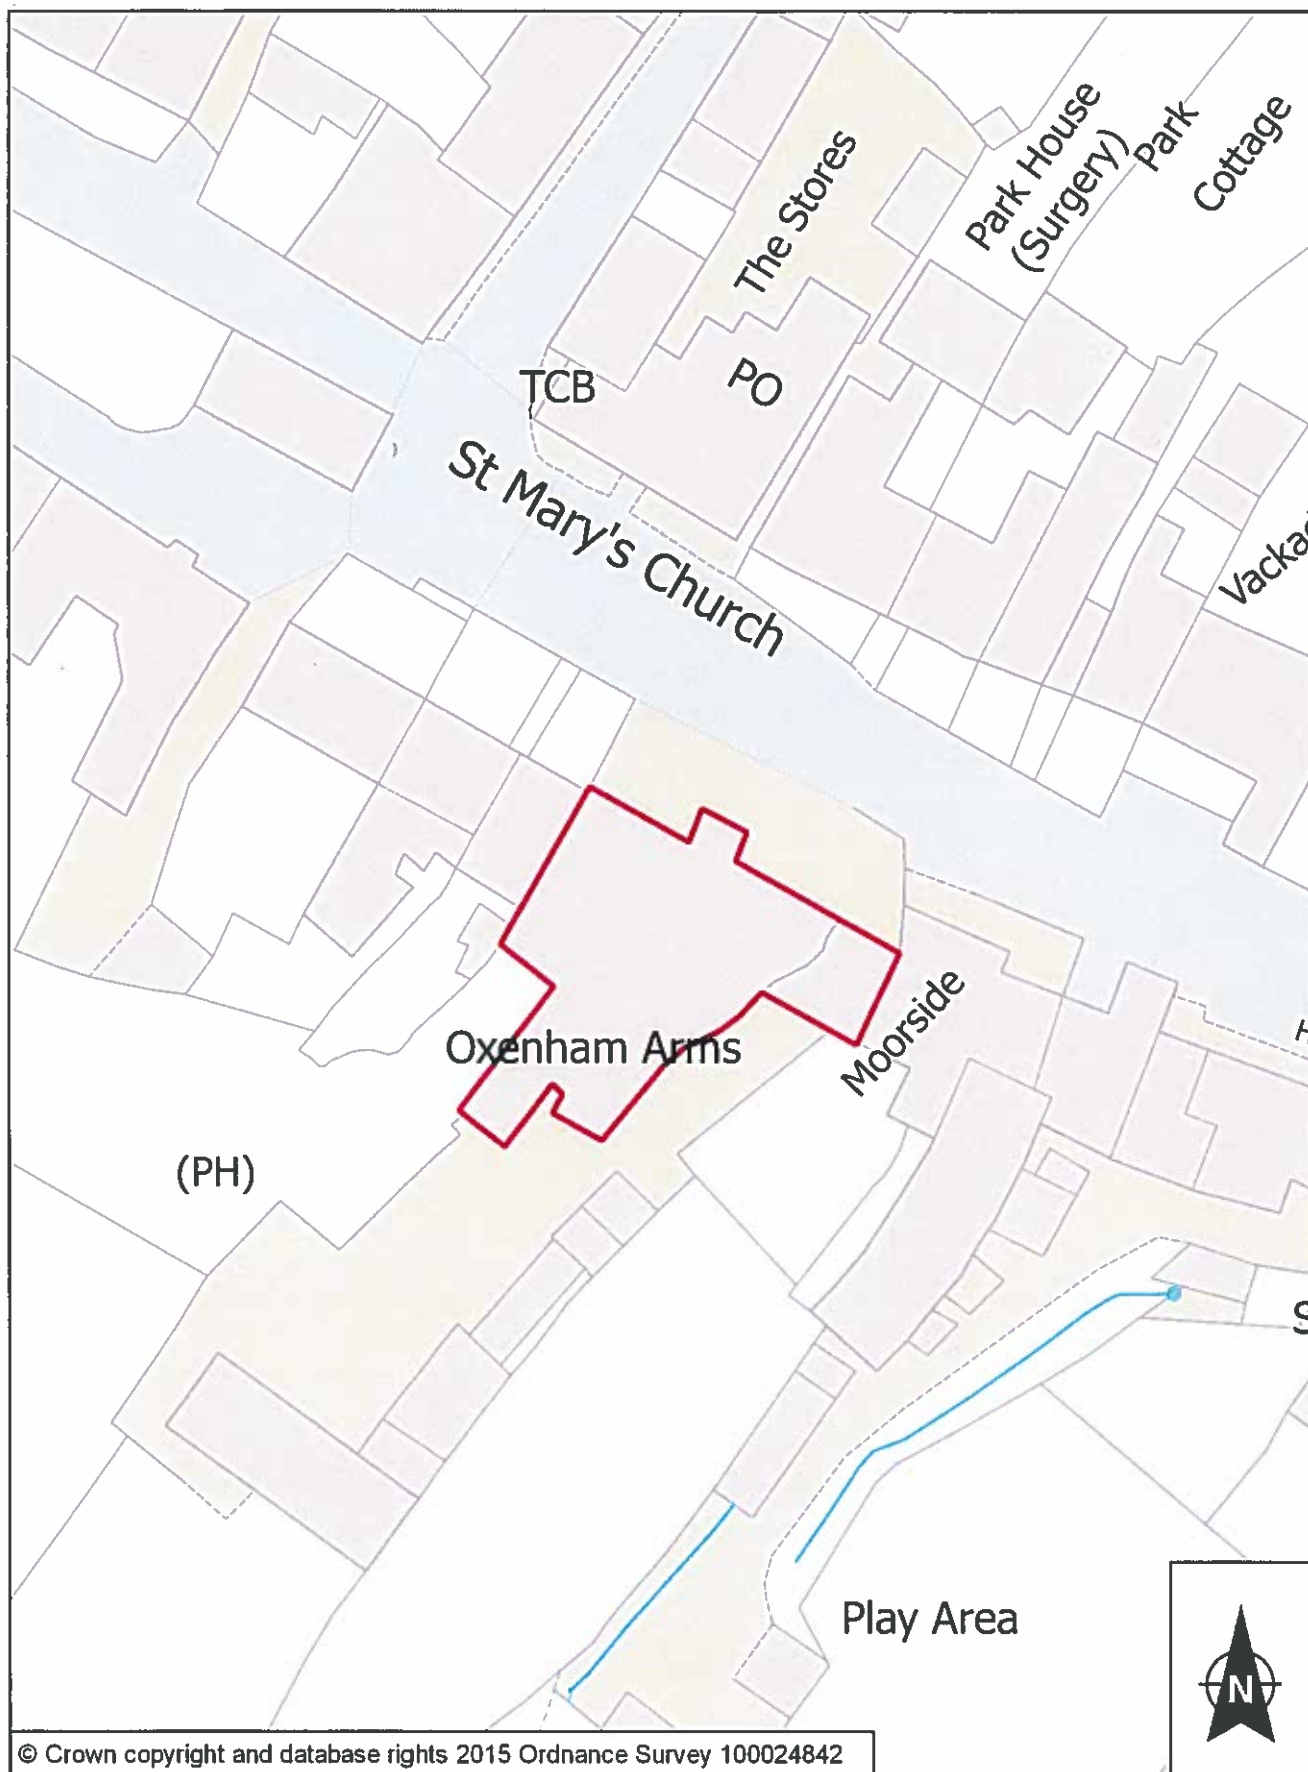 Park House
(Surgery)
Park
Cottage
The Stores
TCB
PO
St Mary's Church
Moorside
Oxenham Arms
(PH)
Play Area
N
© Crown copyright and database rights 2015 Ordnance Survey 100024842